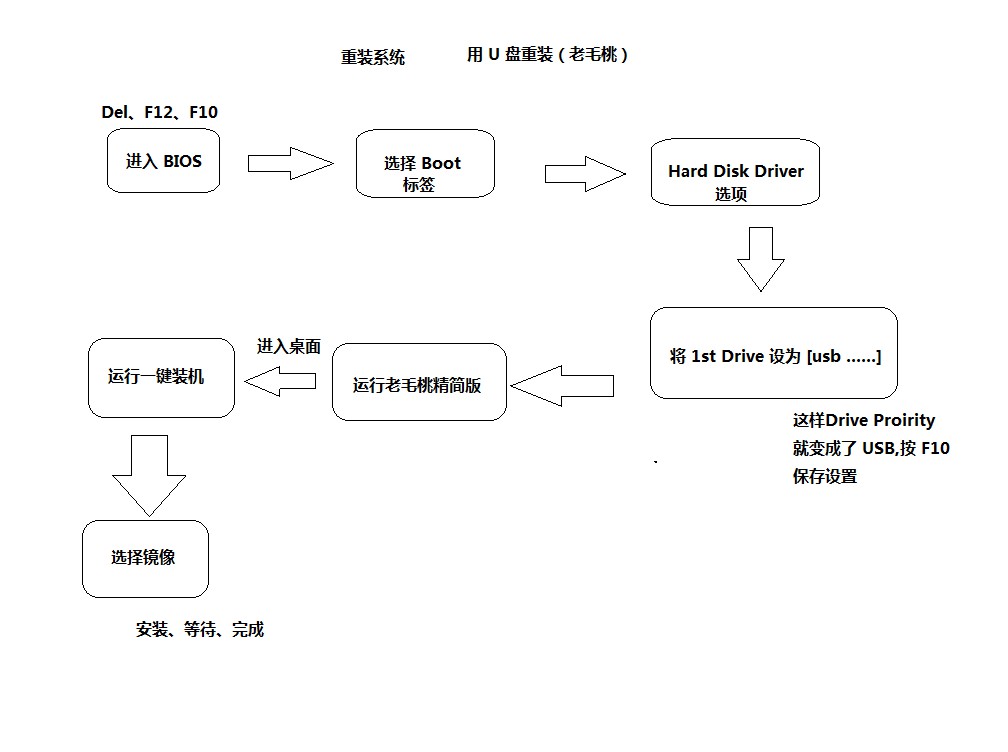 重装系统 用 U 盘重装（老毛桃）
Del、F12、F10
进入 BIOS
选择 Boot
标签
Hard Disk Driver
选项
将 1st Drive 设为 [usb ......]
这样Drive Proirity
就变成了 USB,按 F10
保存设置
运行老毛桃精简版
进入桌面
运行一键装机
选择镜像
安装、等待、完成